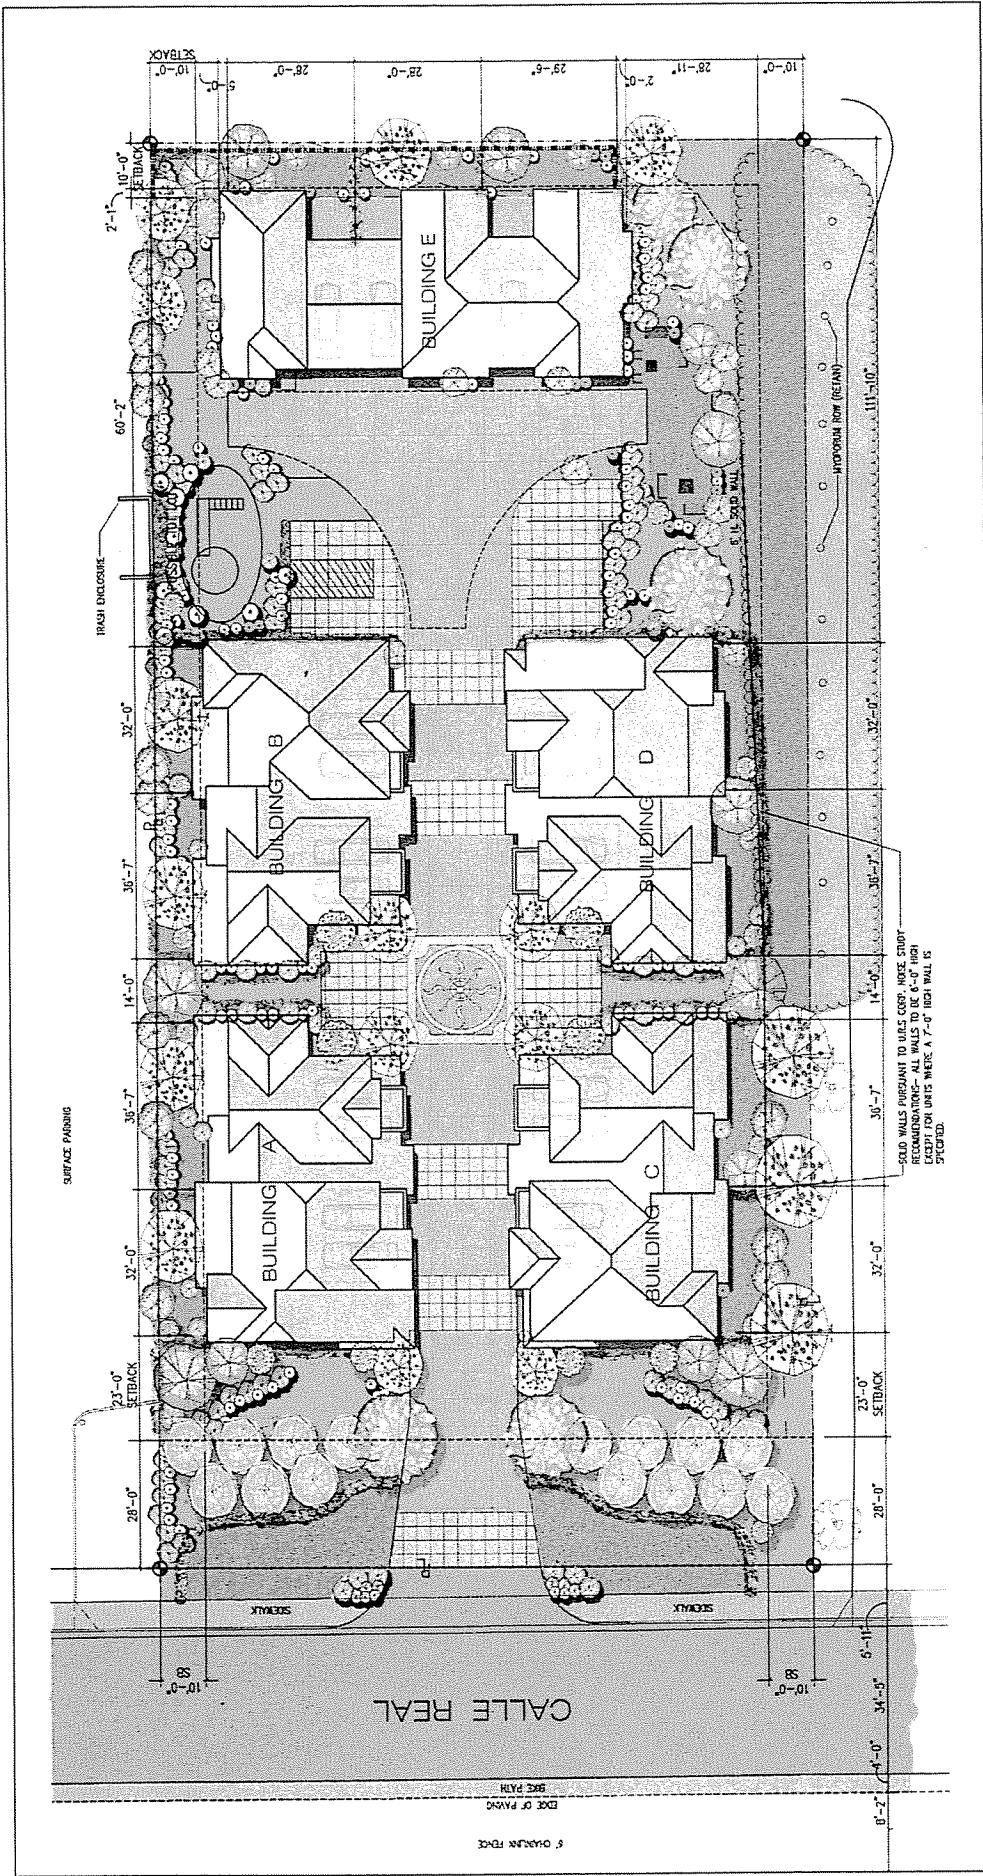 SETBACK
10'-0"
5'-0"
28'-0"
28'-0"
29'-6"
2'-0"
28'-11"
10'-0"
10'-0"
SETBACK
2'-1"
60'-2"
TRASH ENCLOSURE
BUILDING E
MYOPORUM ROW (RETAIN)
111'-10"
6' H. SOLID WALL
32'-0"
BUILDING B
BUILDING D
32'-0"
36'-7"
36'-7"
14'-0"
14'-0"
SURFACE PARKING
36'-7"
36'-7"
BUILDING A
BUILDING C
32'-0"
32'-0"
SOLID WALLS PURSUANT TO U.R.S CORP. NOISE STUDY
RECOMMENDATIONS- ALL WALLS TO BE 6'-0" HIGH
EXCEPT FOR UNITS WHERE A 7'-0" HIGH WALL IS
SPECIFIED.
23'-0"
SETBACK
23'-0"
SETBACK
28'-0"
28'-0"
SIDEWALK
SIDEWALK
10'-0"
SB
10'-0"
SB
CALLE REAL
5'-11"
34'-5"
4'-0"
8'-2"
BIKE PATH
EDGE OF PAVING
6' CHAINLINK FENCE